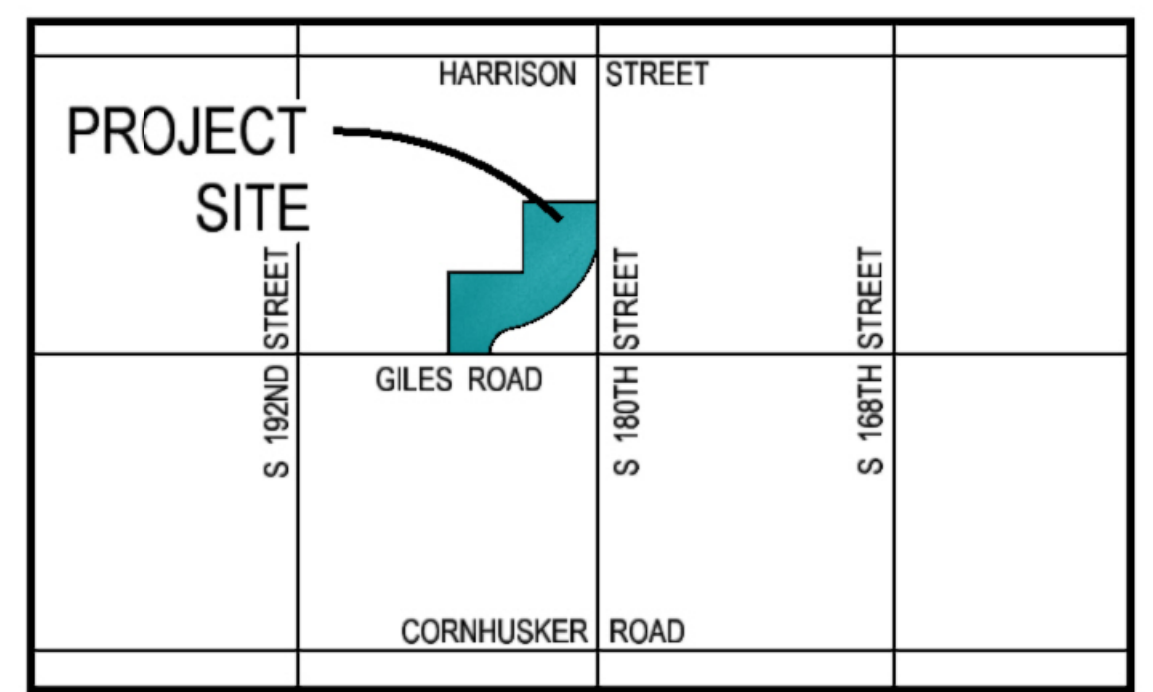 HARRISON STREET
PROJECT
SITE
S 192ND STREET
S 180TH STREET
S 168TH STREET
GILES ROAD
CORNHUSKER ROAD